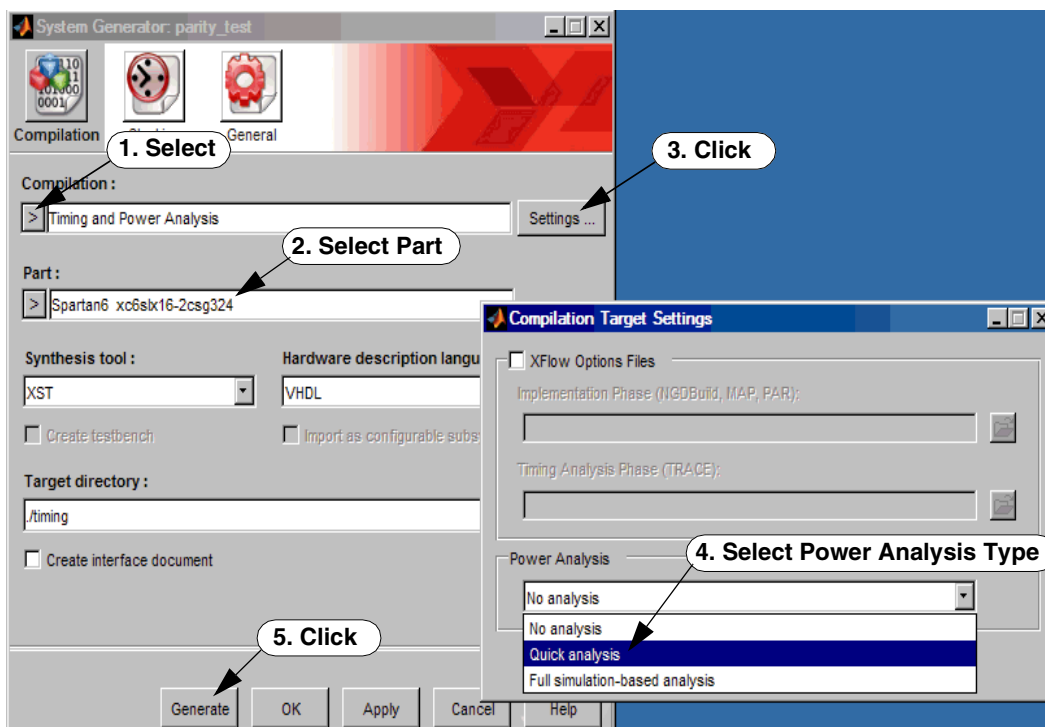 System Generator: parity_test
Compilation
General
1. Select
3. Click
Compilation :
> Timing and Power Analysis
Settings ...
2. Select Part
Part :
> Spartan6 xc6slx16-2csg324
Synthesis tool :
Hardware description langu
XST
VHDL
Create testbench
Import as configurable subs
Target directory :
./timing
Create interface document
5. Click
Generate
OK
Apply
Cancel
Help
Compilation Target Settings
XFlow Options Files
Implementation Phase (NGDBuild, MAP, PAR):
Timing Analysis Phase (TRACE):
Power Analysis
4. Select Power Analysis Type
No analysis
No analysis
Quick analysis
Full simulation-based analysis